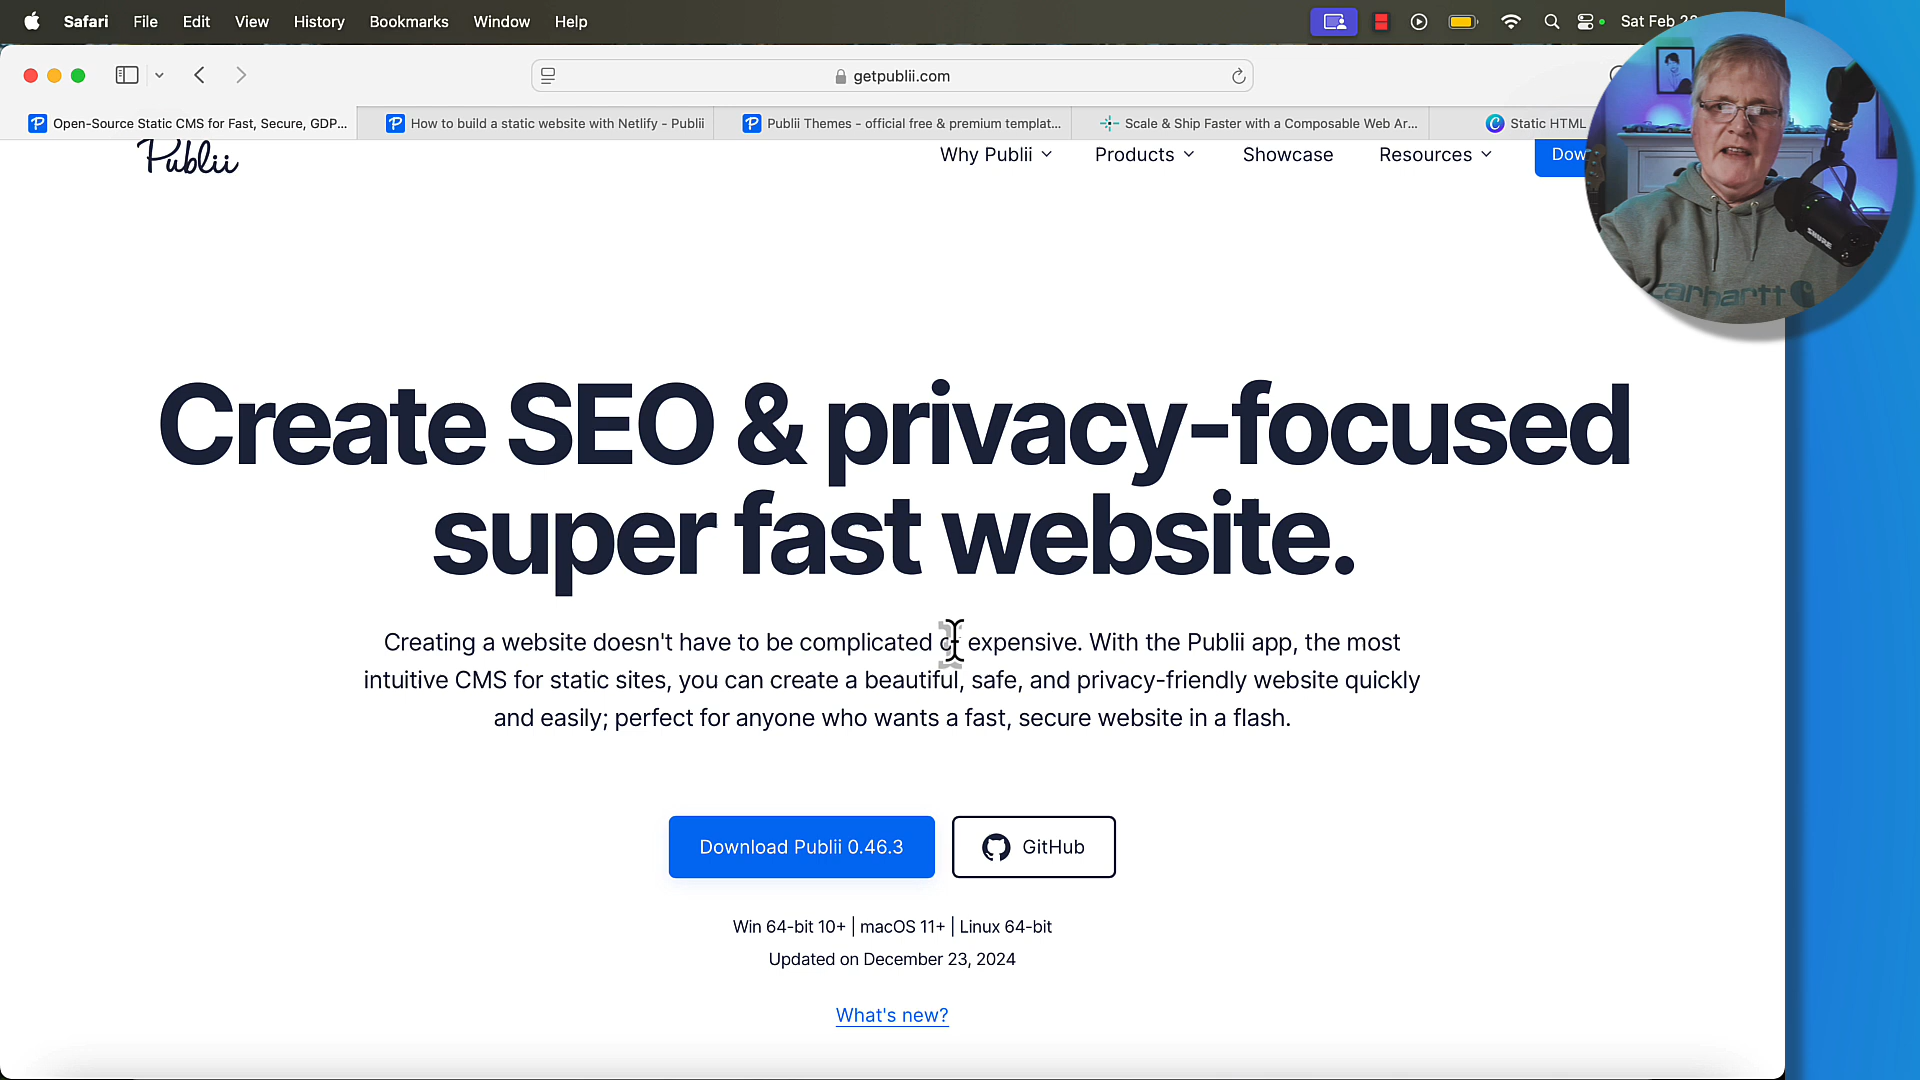 Safari File Edit View History Bookmarks Window Help
Sat Feb
getpublii.com
Open-Source Static CMS for Fast, Secure, GDP...
How to build a static website with Netlify - Publii
Publii Themes - official free & premium templat...
Scale & Ship Faster with a Composable Web Ar...
Static HTML
Publii
Why Publii
Products
Showcase
Resources
SHURE
carhartt
Create SEO & privacy-focused
super fast website.
Creating a website doesn't have to be complicated or expensive. With the Publii app, the most
intuitive CMS for static sites, you can create a beautiful, safe, and privacy-friendly website quickly
and easily; perfect for anyone who wants a fast, secure website in a flash.
Download Publii 0.46.3
GitHub
Win 64-bit 10+ | macOS 11+ | Linux 64-bit
Updated on December 23, 2024
What's new?